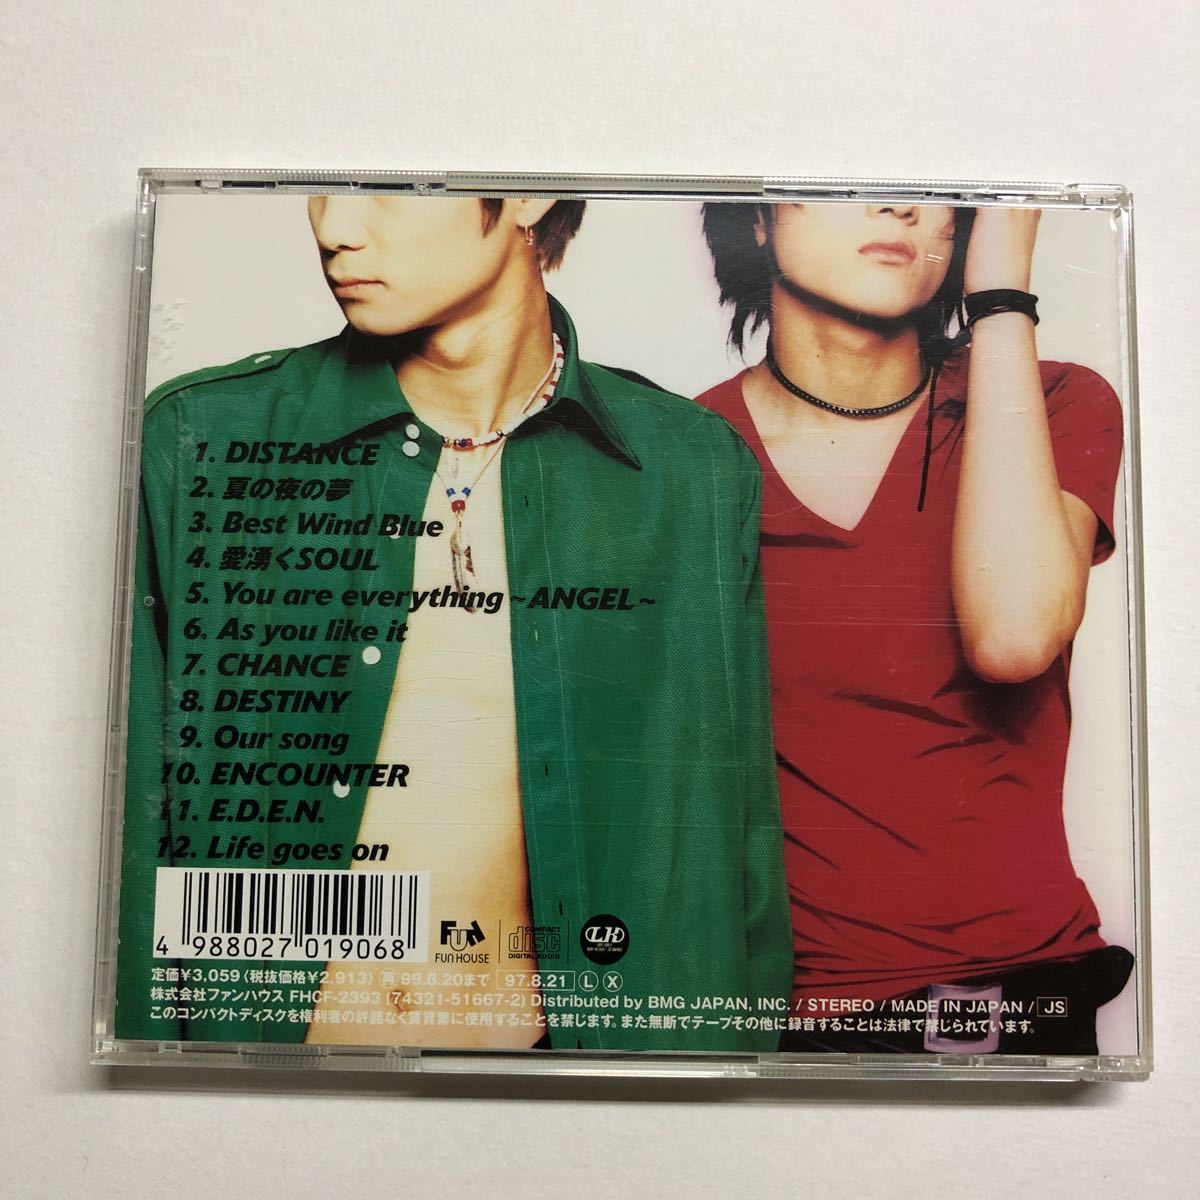 1. DISTANCE
2. 夏の夜の夢
3. Best Wind Blue
4. 愛湧くSOUL
5. You are everything ~ANGEL~
6. As you like it
7. CHANCE
8. DESTINY
9. Our song
10. ENCOUNTER
11. E.D.E.N.
12. Life goes on
4 988027 019068
FUN
FUN HOUSE
COMPACT
disc
DIGITAL AUDIO
LH
定価¥3,059(税抜価格¥2,913) 再99.8.20まで 97.8.21 L X
株式会社ファンハウス FHCF-2393 (74321-51667-2) Distributed by BMG JAPAN, INC. / STEREO / MADE IN JAPAN / JS
このコンパクトディスクを権利者の許諾なく賃貸業に使用することを禁じます。また無断でテープその他に録音することは法律で禁じられています。